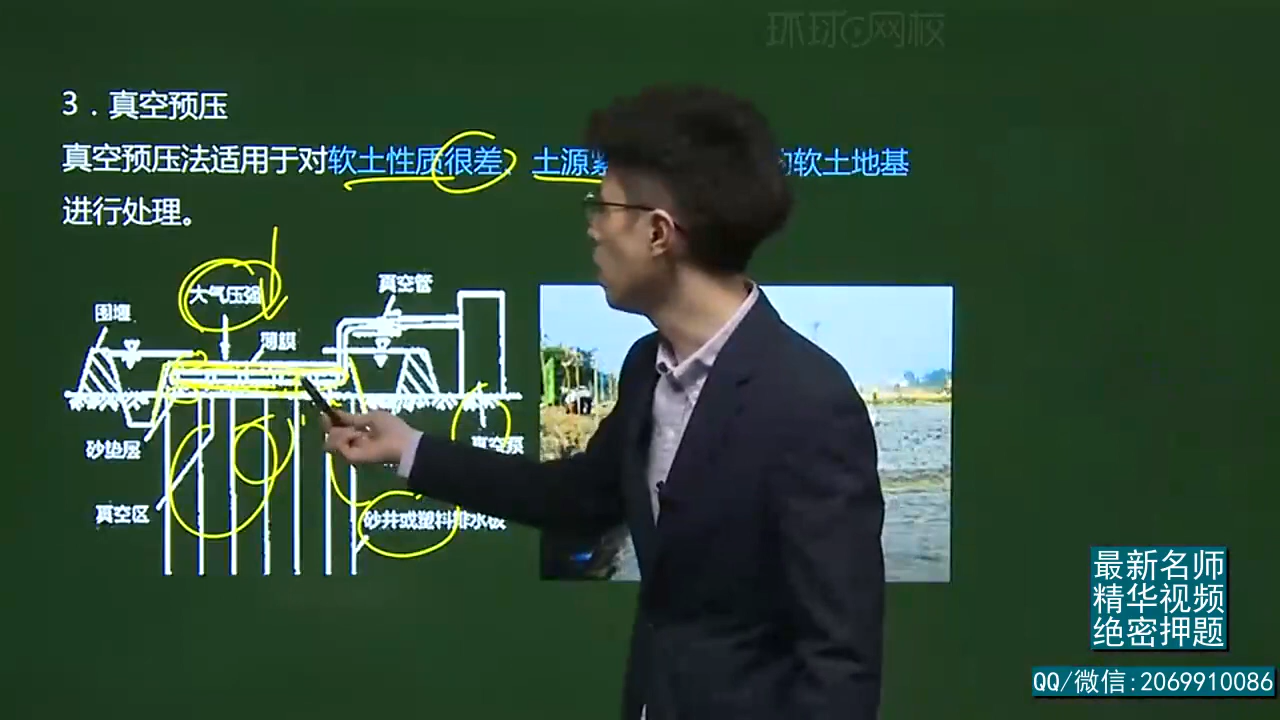 环球网校
3．真空预压
真空预压法适用于对软土性质很差、土源紧 的软土地基
进行处理。
大气压强
真空管
围堰
薄膜
砂垫层
真空泵
真空区
砂井或塑料排水板
最新名师
精华视频
绝密押题
QQ/微信:2069910086